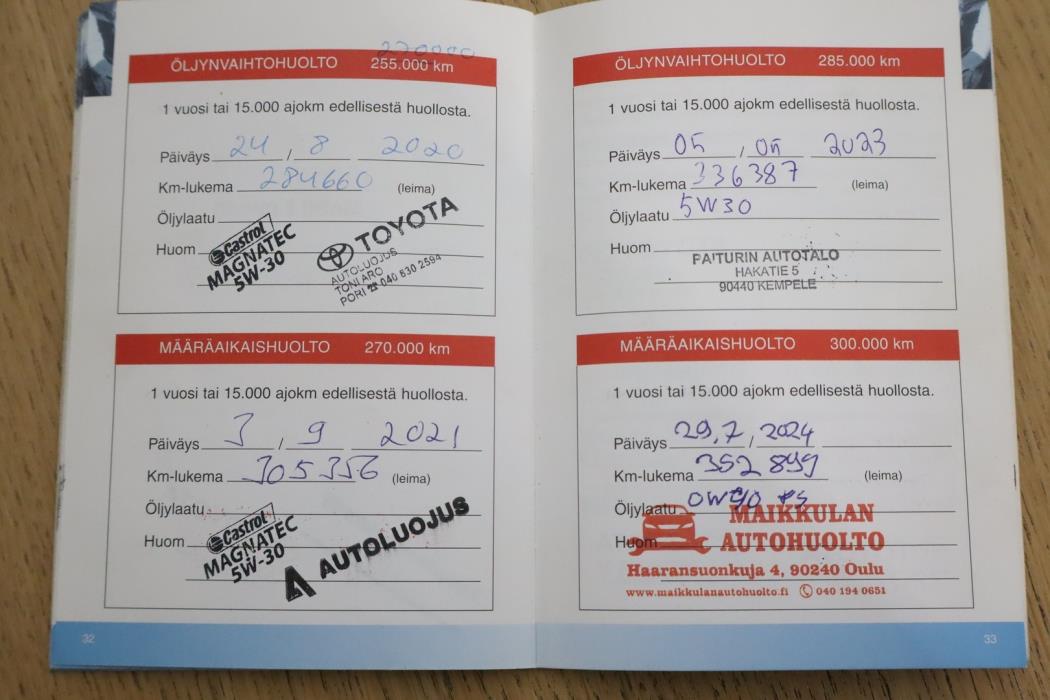 270000
ÖLJYNVAIHTOHUOLTO 255.000 km
1 vuosi tai 15.000 ajokm edellisestä huollosta.
Päiväys 24 / 8 2020
Km-lukema 284660 (leima)
Öljylaatu
Huom
Castrol
MAGNATEC
5W-30
TOYOTA
AUTOLUOJUS
TONI ARO
PORI ☎ 040 630 2594
MÄÄRÄAIKAISHUOLTO 270.000 km
1 vuosi tai 15.000 ajokm edellisestä huollosta.
Päiväys 3 / 9 2021
Km-lukema 305356 (leima)
Öljylaatu
Huom
Castrol
MAGNATEC
5W-30
AUTOLUOJUS
32
ÖLJYNVAIHTOHUOLTO 285.000 km
1 vuosi tai 15.000 ajokm edellisestä huollosta.
Päiväys 05 / 05 2023
Km-lukema 336387 (leima)
Öljylaatu 5W30
Huom
PAITURIN AUTOTALO
HAKATIE 5
90440 KEMPELE
MÄÄRÄAIKAISHUOLTO 300.000 km
1 vuosi tai 15.000 ajokm edellisestä huollosta.
Päiväys 29.7 / 2024
Km-lukema 352899 (leima)
Öljylaatu
Huom
MAIKKULAN
AUTOHUOLTO
Haaransuonkuja 4, 90240 Oulu
www.maikkulanautohuolto.fi 040 194 0651
33